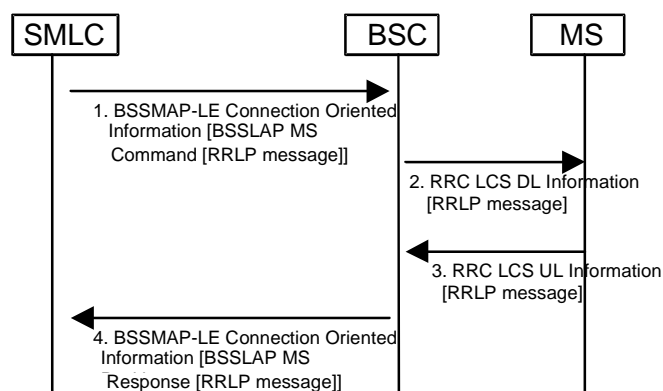 SMLC
BSC
MS
1. BSSMAP-LE Connection Oriented
Information [BSSLAP MS
Command [RRLP message]]
2. RRC LCS DL Information
[RRLP message]
3. RRC LCS UL Information
[RRLP message]
4. BSSMAP-LE Connection Oriented
Information [BSSLAP MS
Response [RRLP message]]